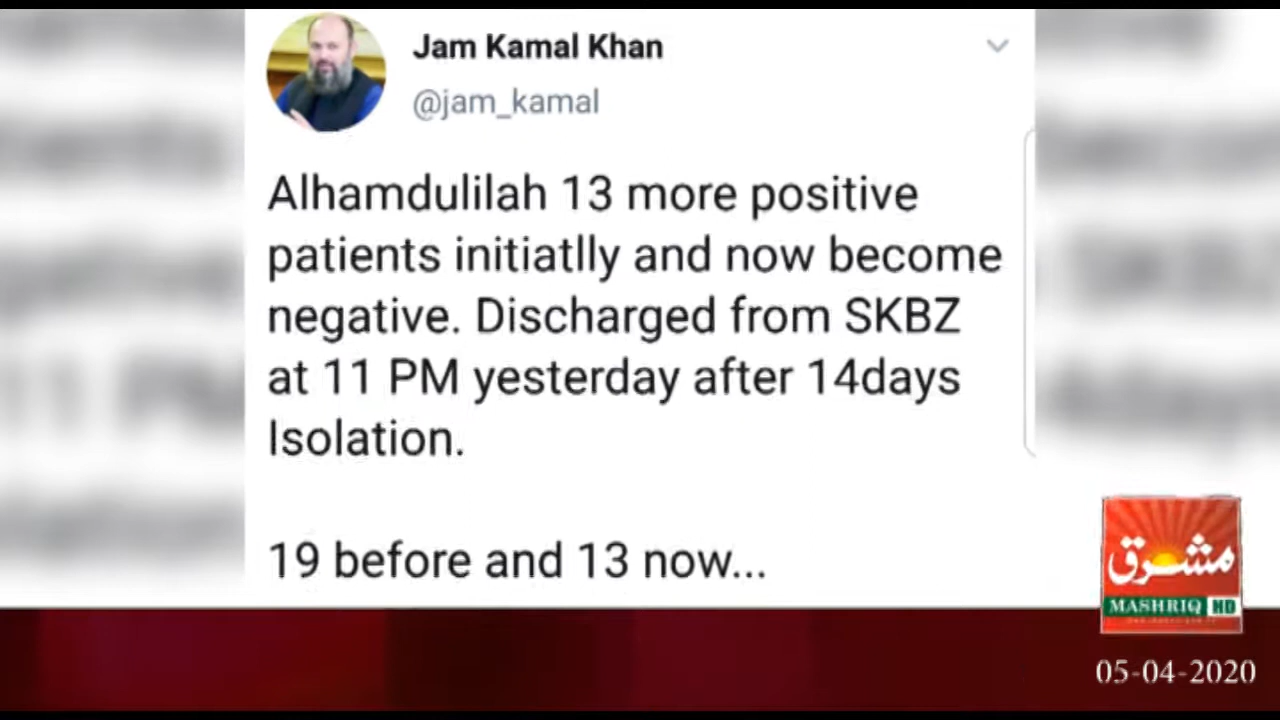 Jam Kamal Khan
@jam_kamal
Alhamdulilah 13 more positive
patients initiatlly and now become
negative. Discharged from SKBZ
at 11 PM yesterday after 14days
Isolation.
19 before and 13 now...
مشرق
MASHRIQ HD
05-04-2020